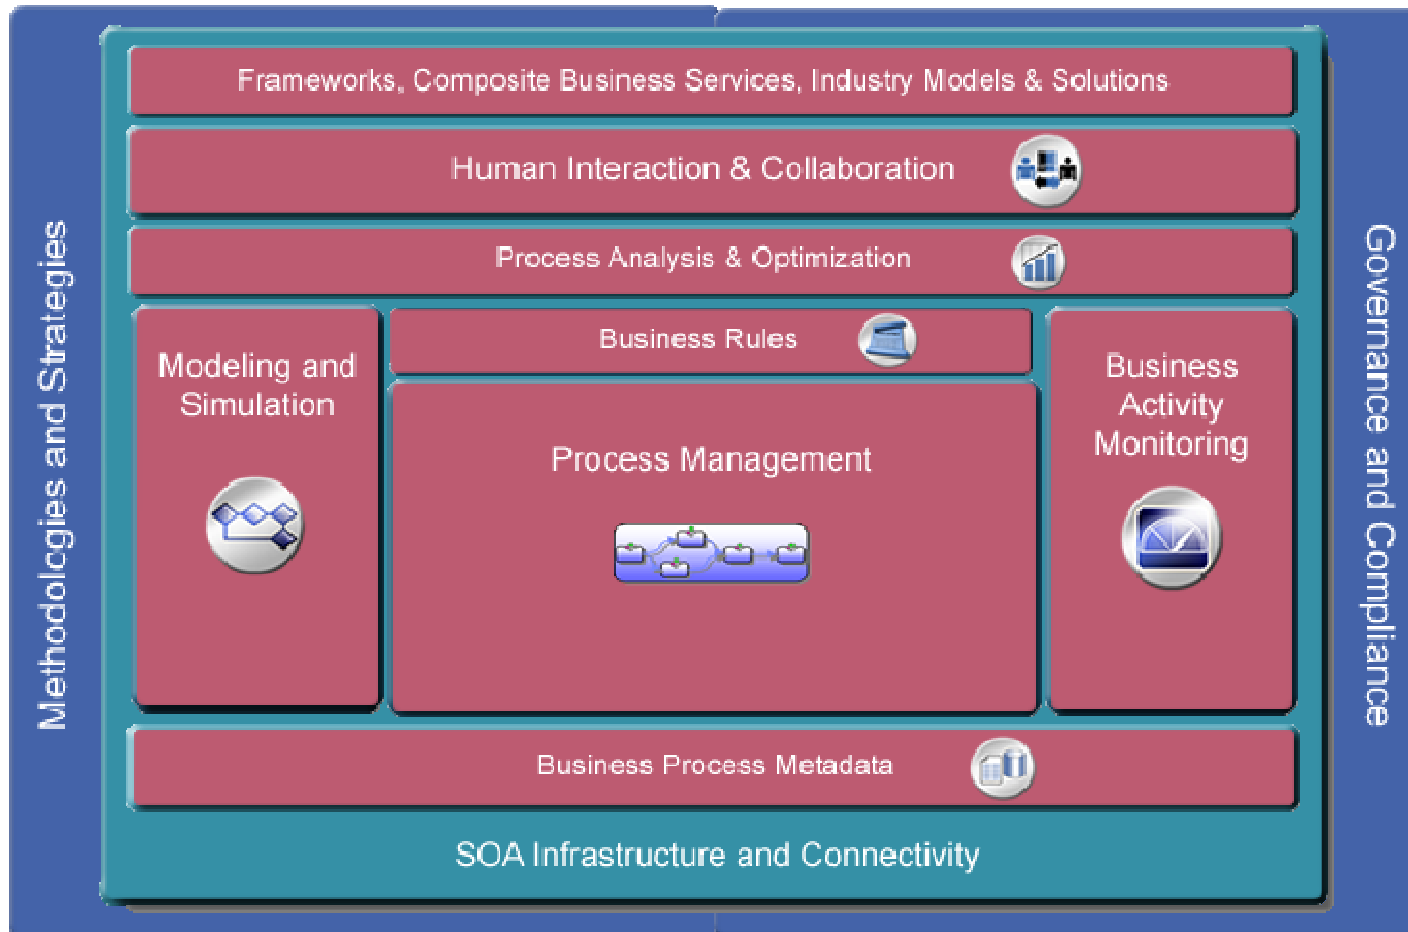 Frameworks, Composite Business Services, Industry Models & Solutions
Human Interaction & Collaboration
Process Analysis & Optimization
Methodologies and Strategies
Modeling and
Simulation
Business Rules
Process Management
Business
Activity
Monitoring
Governance and Compliance
Business Process Metadata
SOA Infrastructure and Connectivity